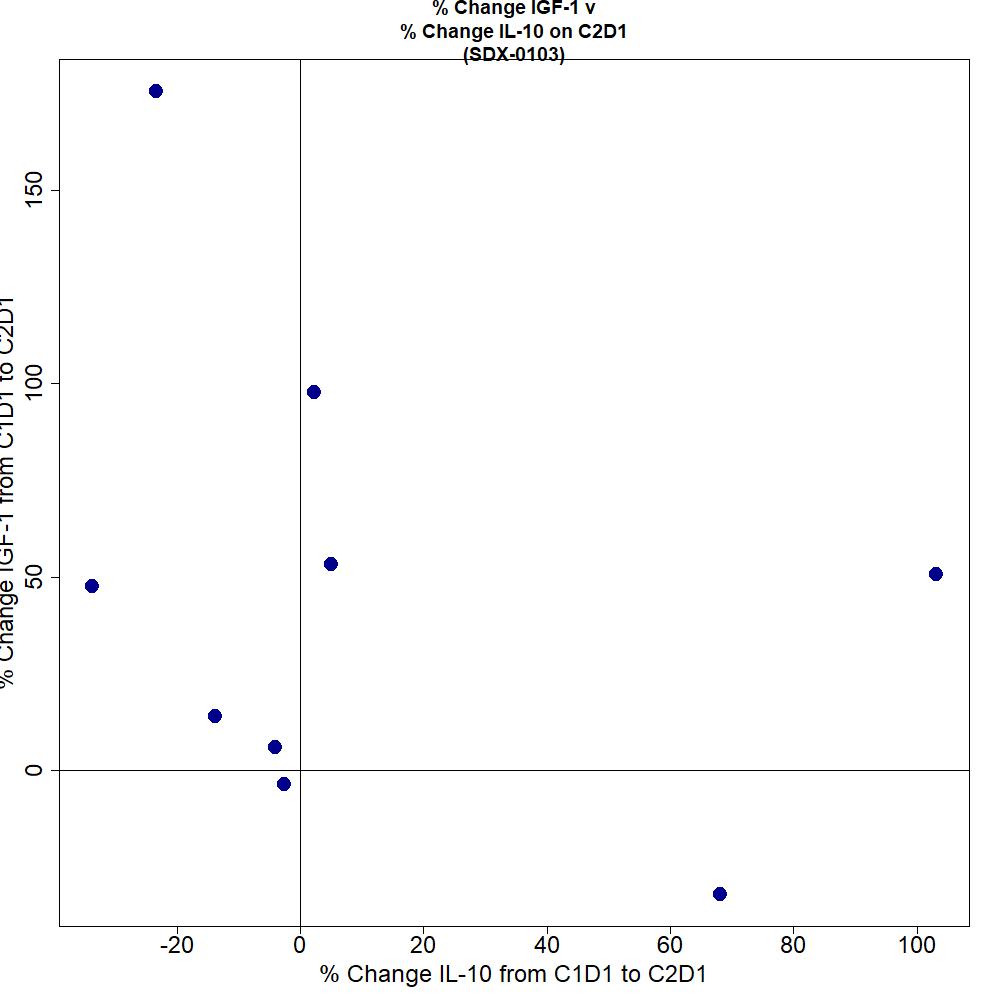 % Change IGF-1 v
% Change IL-10 on C2D1
(SDX-0103)
% Change IGF-1 from C1D1 to C2D1
150
100
50
0
-20 0 20 40 60 80 100
% Change IL-10 from C1D1 to C2D1